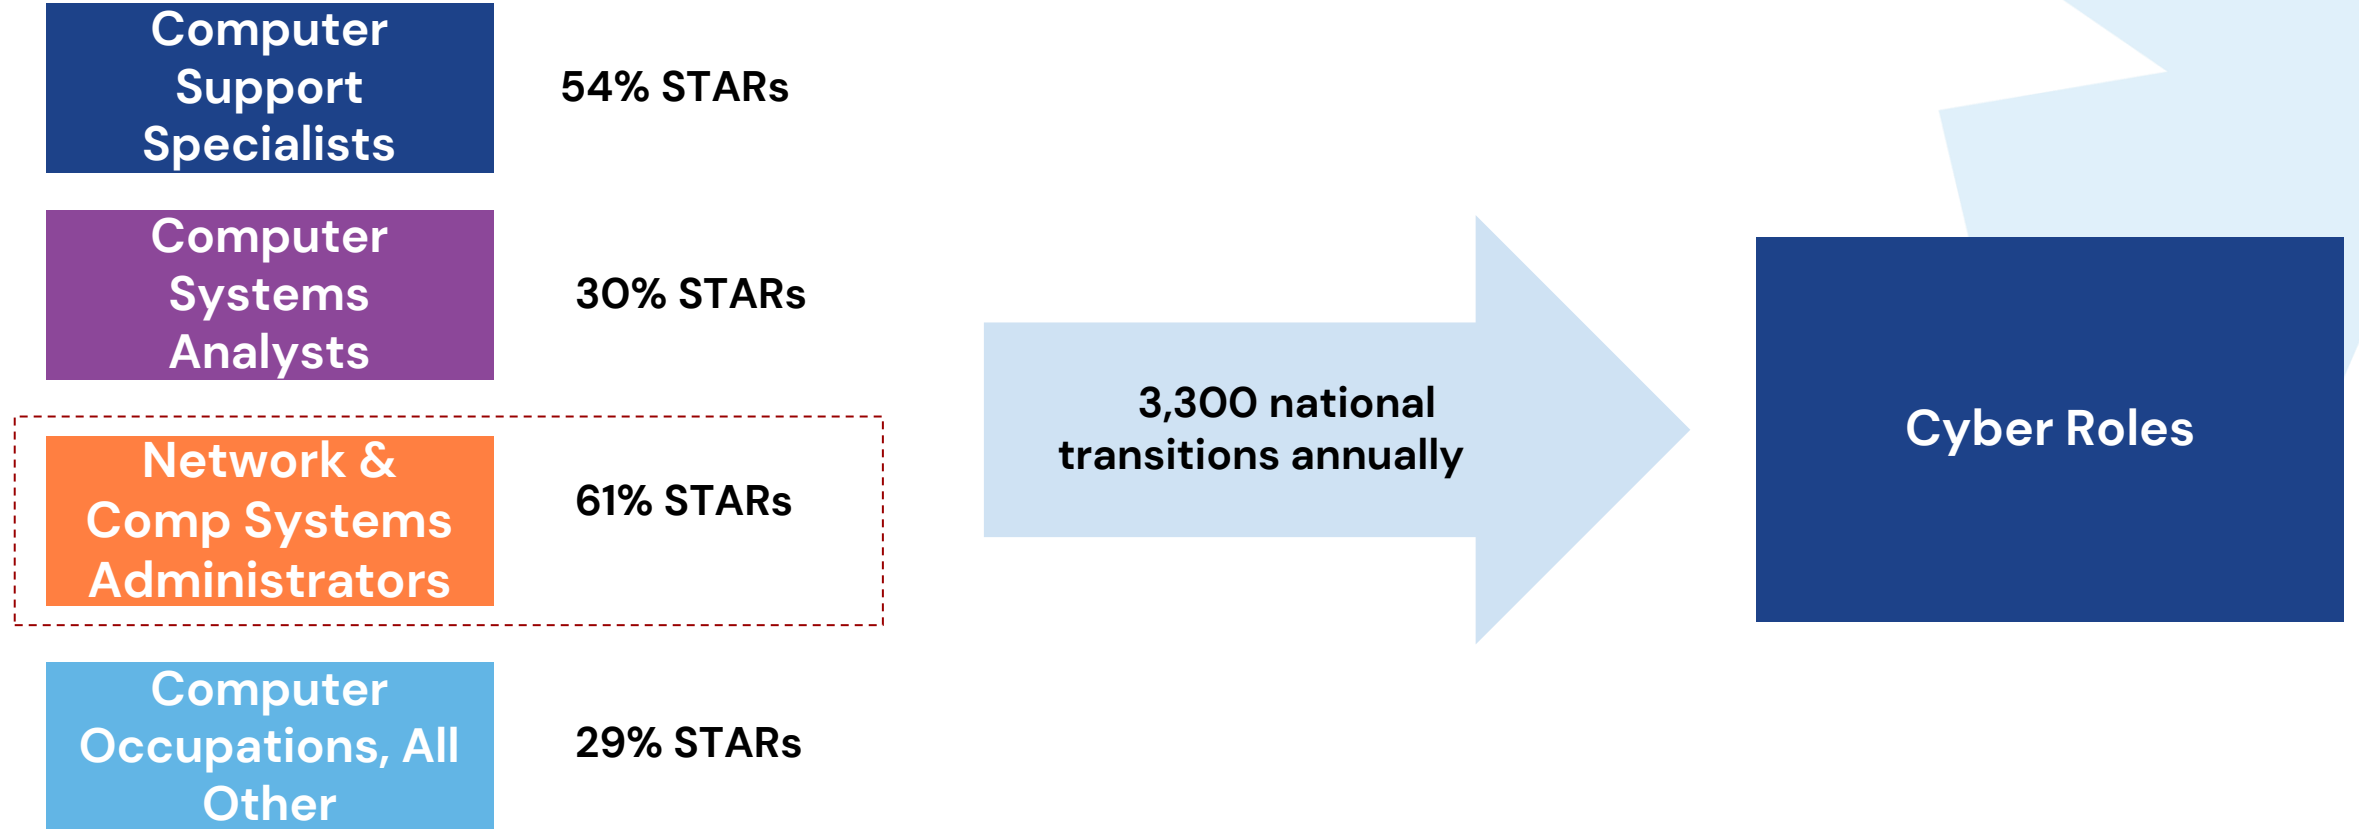 Computer
Support
Specialists
54% STARs
Computer
Systems
Analysts
30% STARs
Network &
Comp Systems
Administrators
61% STARs
Computer
Occupations, All
Other
29% STARs
3,300 national
transitions annually
Cyber Roles